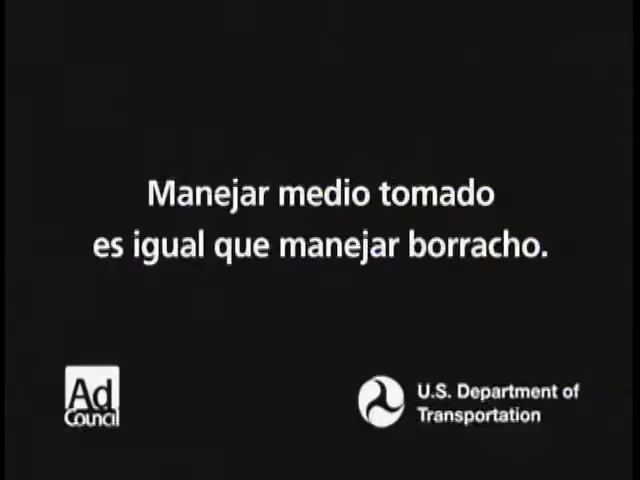 Manejar medio tomado
es igual que manejar borracho.
Ad
Council
U.S. Department of
Transportation